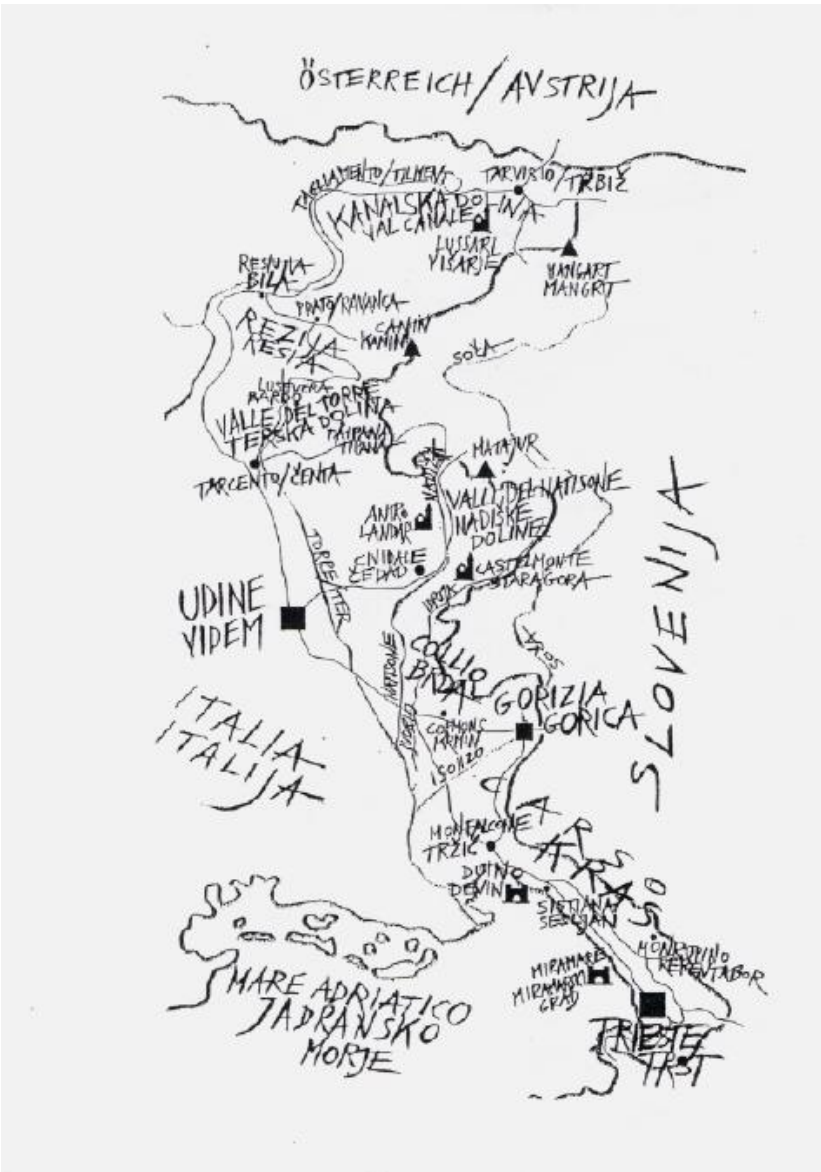 ÖSTERREICH/AVSTRIJA
TAGLIAMENTO/TILMENT
TARVISIO/TRBIŽ
KANALSKA DOLINA
VAL CANALE
LUSSARI
VIŠARJE
MANGART
MANGRT
RESIUTTA
BILA
PRATO/RAVANCA
REZIJA
RESIA
CANIN
KANIN
SOČA
LUSEVERA
BARDO
VALLE DEL TORRE
TERSKA DOLINA
TAIPANA
TIPANA
TARCENTO/ČENTA
NADIŽA
MATAJUR
VALLI DEL NATISONE
NADIŠKE
DOLINE
ANTRO
LANDAR
TORRE/TER
CIVIDALE
ČEDAD
CASTELMONTE
STARAGORA
UDINE
VIDEM
SLOVENIJA
COLLIO
NATISONE
GORIZIA
GORICA
CORMONS
KRMIN
ISONZO
ITALIA
ITALIJA
CARSO
KRAS
MONFALCONE
TRŽIČ
DUINO
DEVIN
SISTIANA
SESLJAN
MONRUPINO
REPENTABOR
MIRAMARE
GRAD
MARE ADRIATICO
JADRANSKO
MORJE
TRIESTE
TRST